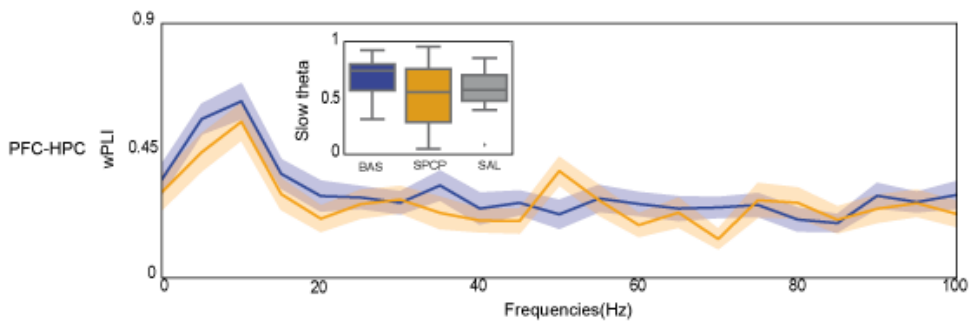 0.9
1
Slow theta
0.5
0
BAS SPCP SAL
PFC-HPC
wPLI
0.45
0
0 20 40 60 80 100
Frequencies(Hz)